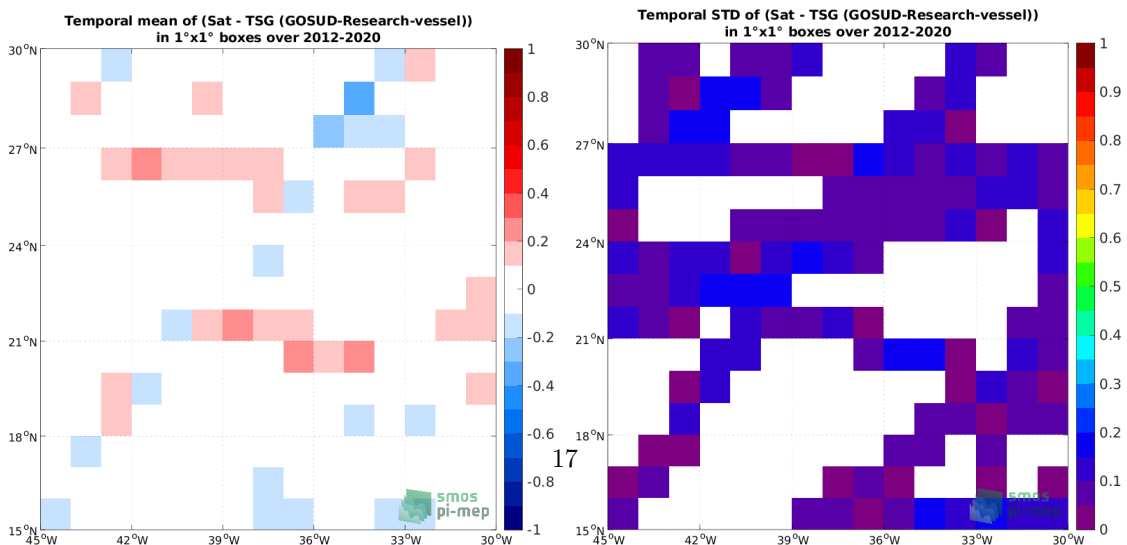 Temporal mean of (Sat - TSG (GOSUD-Research-vessel))
in 1°x1° boxes over 2012-2020
30°N
27°N
24°N
21°N
18°N
15°N
45°W
42°W
39°W
36°W
33°W
30°W
1
0.8
0.6
0.4
0.2
0
-0.2
-0.4
-0.6
-0.8
-1
smos
pi-mep
Temporal STD of (Sat - TSG (GOSUD-Research-vessel))
in 1°x1° boxes over 2012-2020
30°N
27°N
24°N
21°N
18°N
15°N
45°W
42°W
39°W
36°W
33°W
30°W
1
0.9
0.8
0.7
0.6
0.5
0.4
0.3
0.2
0.1
0
smos
pi-mep
17